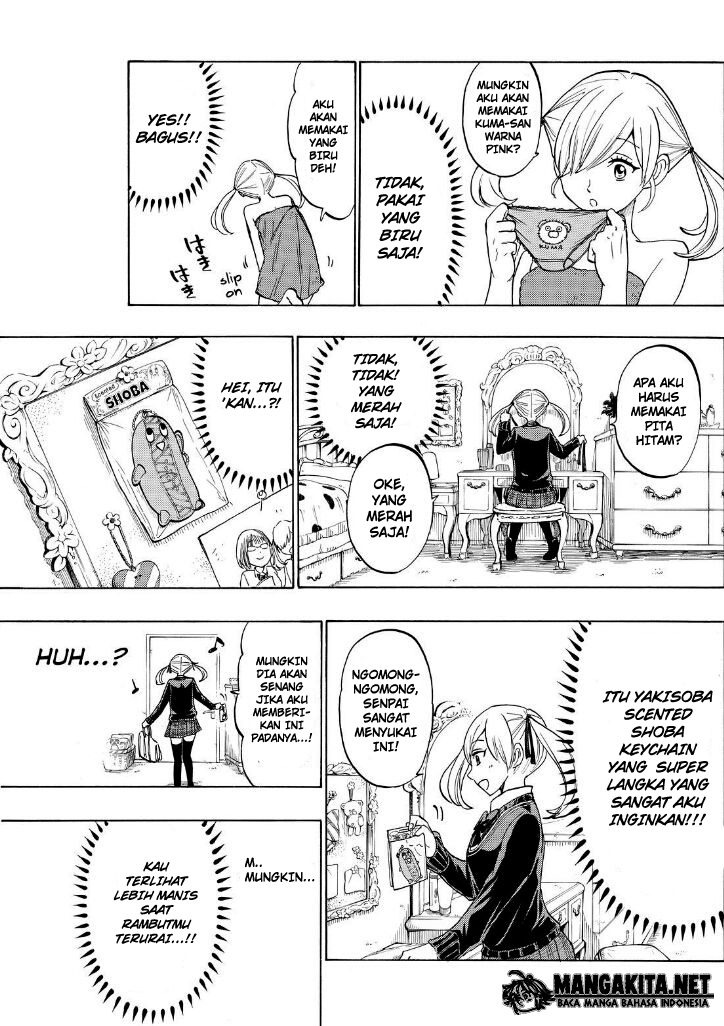 MUNGKIN
AKU AKAN
MEMAKAI
KUMA-SAN
WARNA
PINK?
KUMA
TIDAK,
PAKAI
YANG
BIRU
SAJA!
AKU
AKAN
MEMAKAI
YANG
BIRU
DEH!
はき
はき
slip
on
YES!!
BAGUS!!
APA AKU
HARUS
MEMAKAI
PITA
HITAM?
TIDAK,
TIDAK!
YANG
MERAH
SAJA!
OKE,
YANG
MERAH
SAJA!
HEI, ITU
'KAN...?!
SCENTED
SHOBA
ITU YAKISOBA
SCENTED
SHOBA
KEYCHAIN
YANG SUPER
LANGKA YANG
SANGAT AKU
INGINKAN!!!
NGOMONG-
NGOMONG,
SENPAI
SANGAT
MENYUKAI
INI!
MUNGKIN
DIA AKAN
SENANG
JIKA AKU
MEMBERI-
KAN INI
PADANYA...!
HUH...?
M..
MUNGKIN...
KAU
TERLIHAT
LEBIH MANIS
SAAT
RAMBUTMU
TERURAI...!!
MANGAKITA.NET
BACA MANGA BAHASA INDONESIA